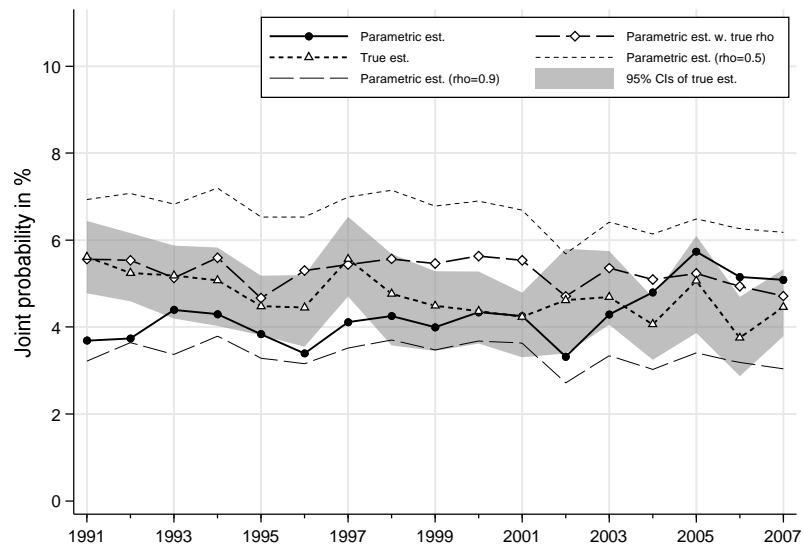 Parametric est.
Parametric est. w. true rho
True est.
Parametric est. (rho=0.5)
Parametric est. (rho=0.9)
95% CIs of true est.
Joint probability in %
10
8
6
4
2
0
1991 1993 1995 1997 1999 2001 2003 2005 2007